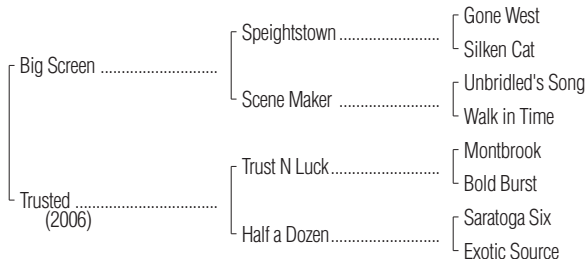 Gone West
Speightstown
Silken Cat
Big Screen
Unbridled's Song
Scene Maker
Walk in Time
Montbrook
Trust N Luck
Bold Burst
Trusted
(2006)
Saratoga Six
Half a Dozen
Exotic Source